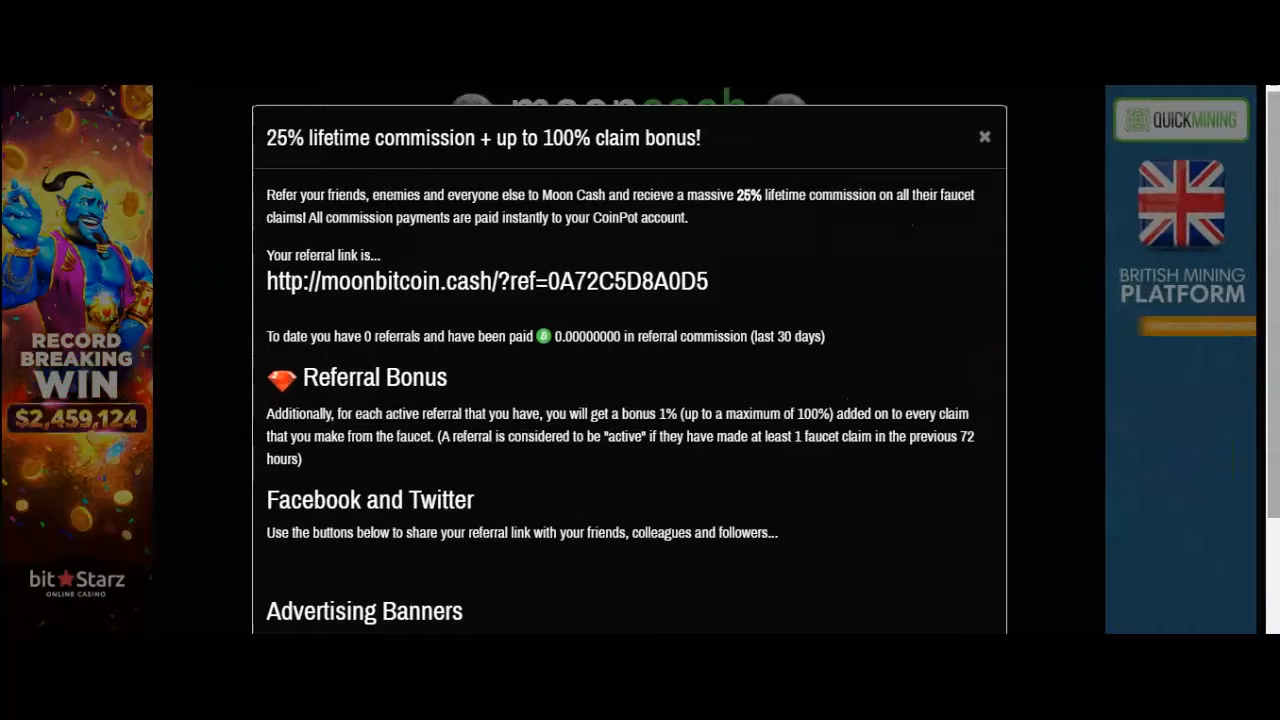 mooncash
25% lifetime commission + up to 100% claim bonus!
×
Refer your friends, enemies and everyone else to Moon Cash and recieve a massive 25% lifetime commission on all their faucet
claims! All commission payments are paid instantly to your CoinPot account.
Your referral link is...
http://moonbitcoin.cash/?ref=0A72C5D8A0D5
To date you have 0 referrals and have been paid 0.00000000 in referral commission (last 30 days)
Referral Bonus
Additionally, for each active referral that you have, you will get a bonus 1% (up to a maximum of 100%) added on to every claim
that you make from the faucet. (A referral is considered to be "active" if they have made at least 1 faucet claim in the previous 72
hours)
Facebook and Twitter
Use the buttons below to share your referral link with your friends, colleagues and followers...
Advertising Banners
RECORD
BREAKING
WIN
$2,459,124
bitStarz
ONLINE CASINO
QUICKMINING
BRITISH MINING
PLATFORM